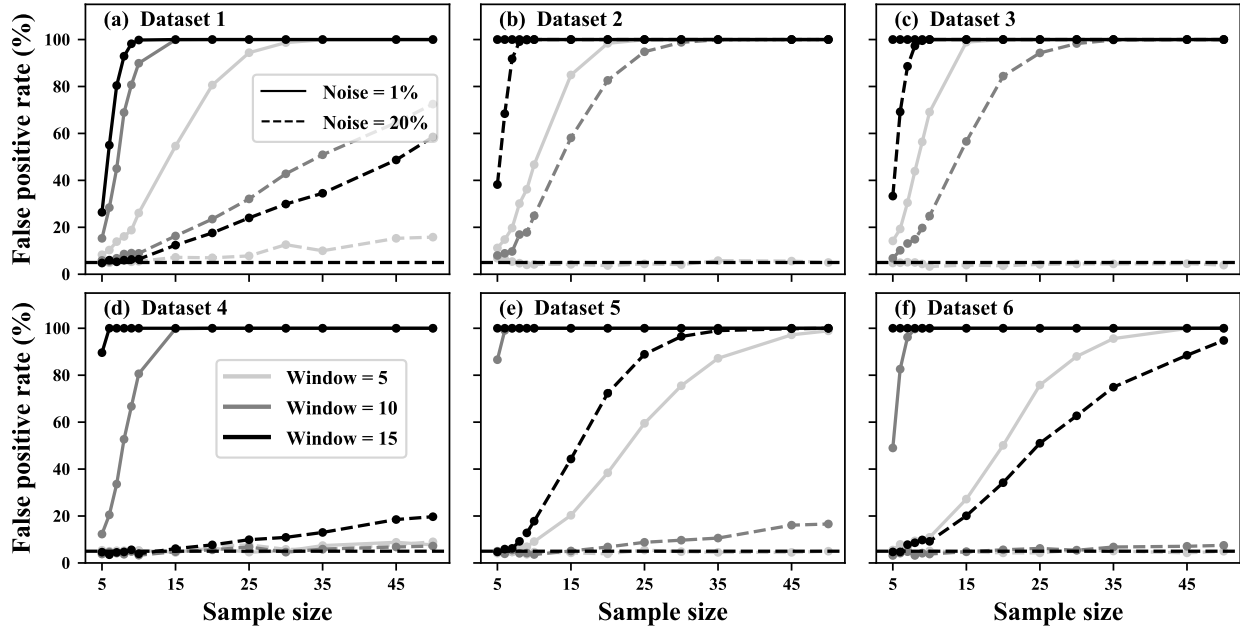 (a) Dataset 1
(b) Dataset 2
(c) Dataset 3
False positive rate (%)
100
80
60
40
20
0
Noise = 1%
Noise = 20%
(d) Dataset 4
(e) Dataset 5
(f) Dataset 6
False positive rate (%)
100
80
60
40
20
0
Window = 5
Window = 10
Window = 15
5 15 25 35 45
5 15 25 35 45
5 15 25 35 45
Sample size
Sample size
Sample size